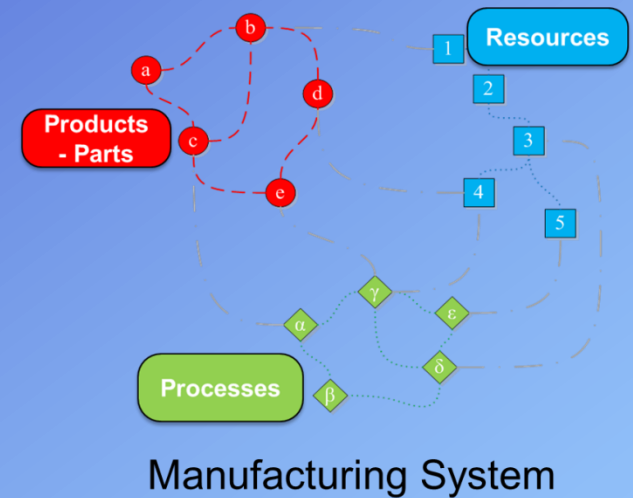 b
1
Resources
a
2
d
Products
- Parts
c
3
e
4
5
γ
α
ε
δ
Processes
β
Manufacturing System